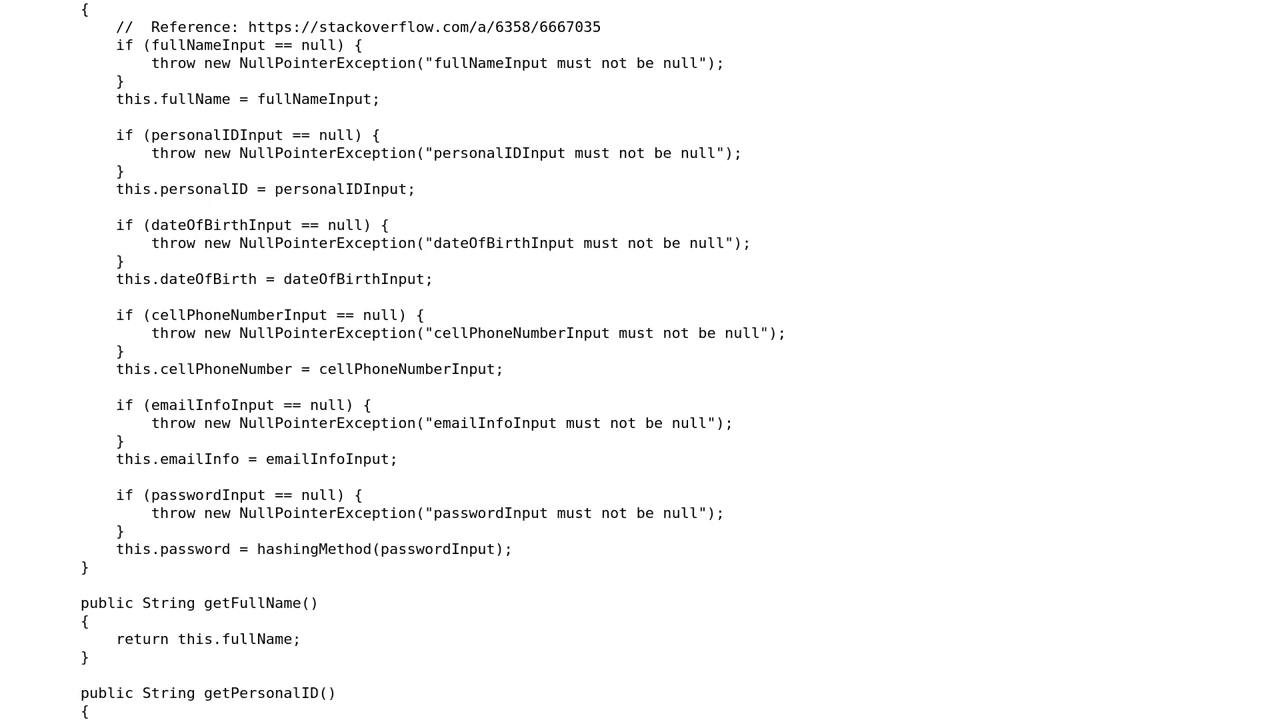 {
    //  Reference: https://stackoverflow.com/a/6358/6667035
    if (fullNameInput == null) {
        throw new NullPointerException("fullNameInput must not be null");
    }
    this.fullName = fullNameInput;

    if (personalIDInput == null) {
        throw new NullPointerException("personalIDInput must not be null");
    }
    this.personalID = personalIDInput;

    if (dateOfBirthInput == null) {
        throw new NullPointerException("dateOfBirthInput must not be null");
    }
    this.dateOfBirth = dateOfBirthInput;

    if (cellPhoneNumberInput == null) {
        throw new NullPointerException("cellPhoneNumberInput must not be null");
    }
    this.cellPhoneNumber = cellPhoneNumberInput;

    if (emailInfoInput == null) {
        throw new NullPointerException("emailInfoInput must not be null");
    }
    this.emailInfo = emailInfoInput;

    if (passwordInput == null) {
        throw new NullPointerException("passwordInput must not be null");
    }
    this.password = hashingMethod(passwordInput);
}

public String getFullName()
{
    return this.fullName;
}

public String getPersonalID()
{